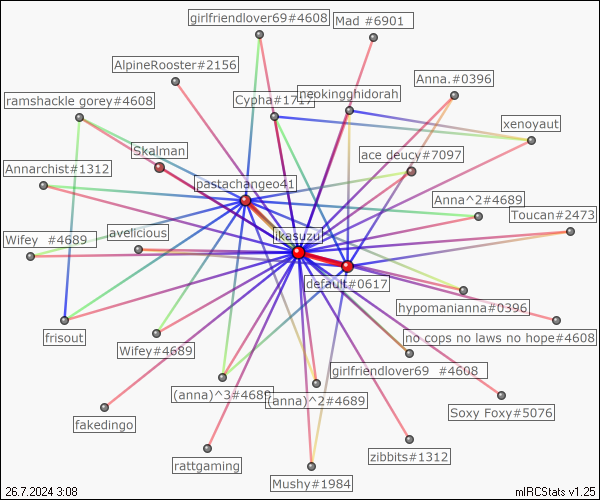 girlfriendlover69#4608
Mad #6901
AlpineRooster#2156
Anna.#0396
ramshackle gorey#4608
Cypha#1717
neokingghidorah
xenoyaut
Skalman
ace deucy#7097
Annarchist#1312
pastachangeo41
Anna^2#4689
Toucan#2473
Wifey #4689
avelicious
ikasuzu
default#0617
hypomanianna#0396
frisout
Wifey#4689
no cops no laws no hope#4608
girlfriendlover69 #4608
(anna)^3#4689
(anna)^2#4689
fakedingo
Soxy Foxy#5076
rattgaming
zibbits#1312
Mushy#1984
26.7.2024 3:08
mIRCStats v1.25